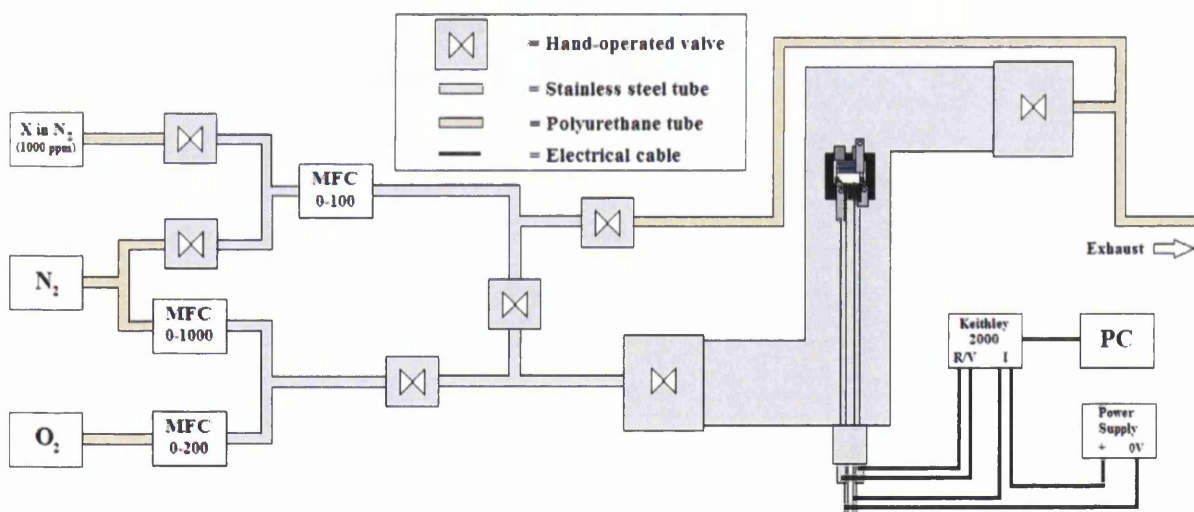 = Hand-operated valve
= Stainless steel tube
= Polyurethane tube
= Electrical cable
X in N₂
(1000 ppm)
MFC
0-100
N₂
MFC
0-1000
O₂
MFC
0-200
Exhaust
Keithley
2000
R/V I
PC
Power
Supply
+ 0V